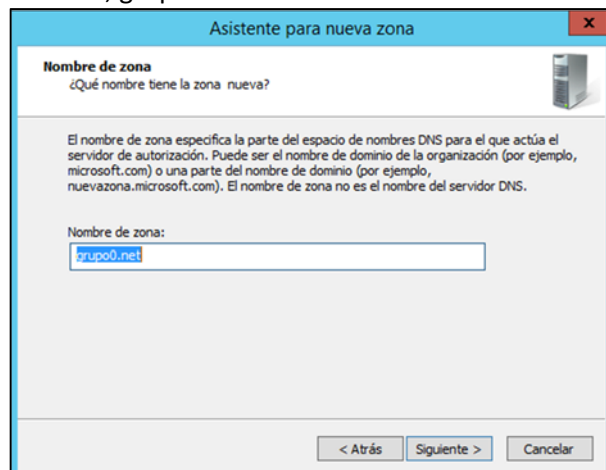 Asistente para nueva zona
x
Nombre de zona
¿Qué nombre tiene la zona nueva?
El nombre de zona especifica la parte del espacio de nombres DNS para el que actúa el
servidor de autorización. Puede ser el nombre de dominio de la organización (por ejemplo,
microsoft.com) o una parte del nombre de dominio (por ejemplo,
nuevazona.microsoft.com). El nombre de zona no es el nombre del servidor DNS.
Nombre de zona:
grupo0.net
< Atrás
Siguiente >
Cancelar